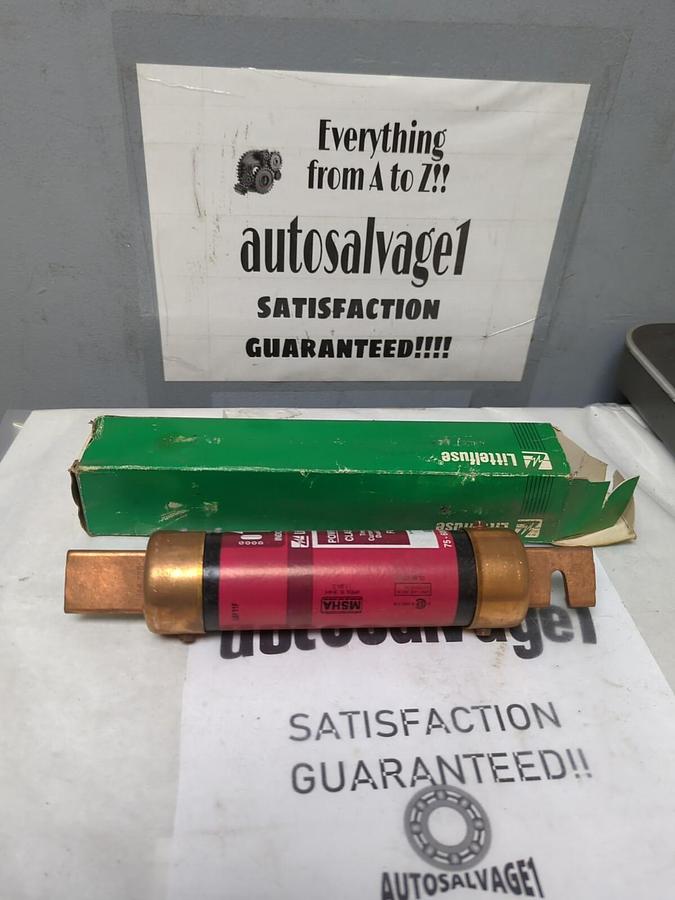 Everything
from A to Z!!
autosalvage1
SATISFACTION
GUARANTEED!!!!
Littelfuse
Littelfuse
MSHA
autosalvage1
SATISFACTION
GUARANTEED!!
AUTOSALVAGE1